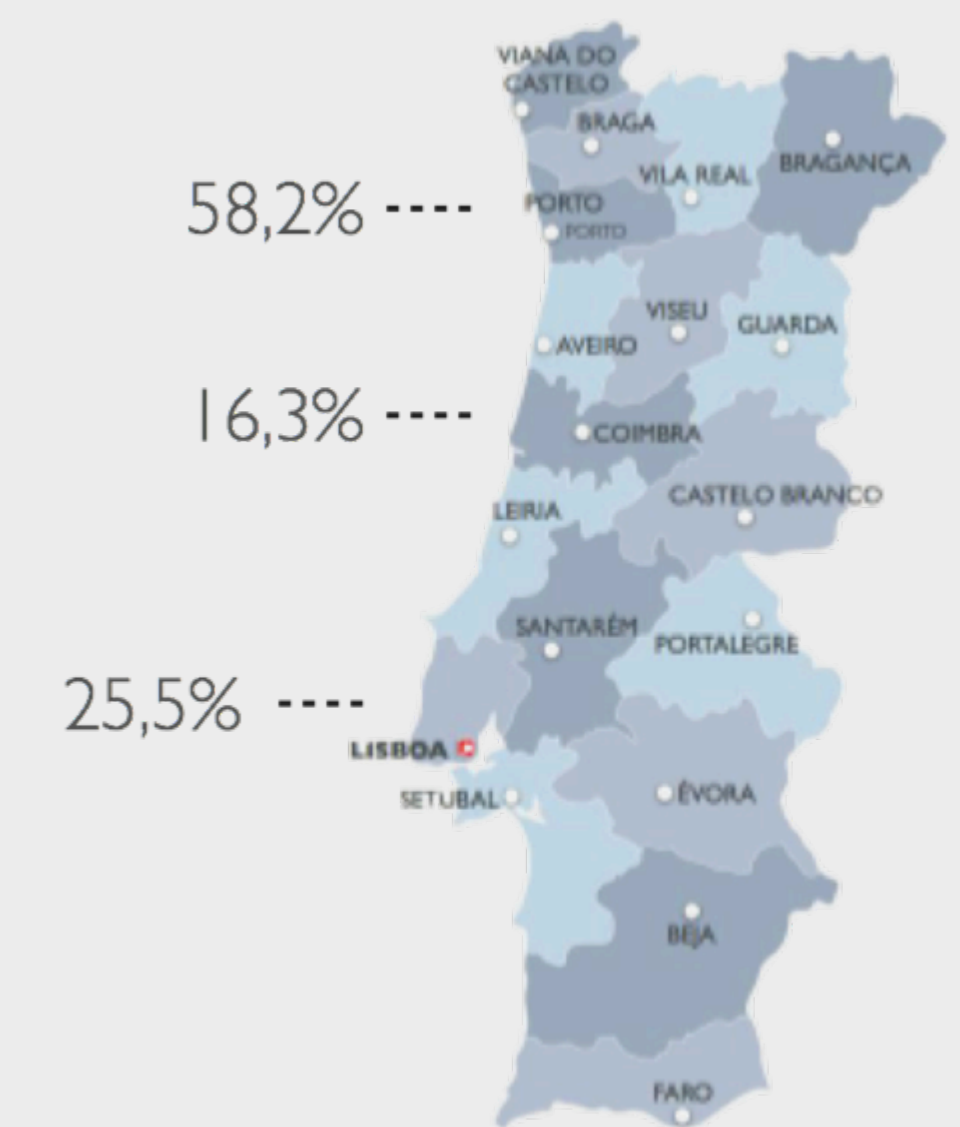 VIANA DO
CASTELO
BRAGA
BRAGANÇA
VILA REAL
58,2% ----
PORTO
PORTO
VISEU
GUARDA
AVEIRO
16,3% ----
COIMBRA
CASTELO BRANCO
LEIRIA
SANTARÉM
PORTALEGRE
25,5% ----
LISBOA
SETUBAL
ÉVORA
BEJA
FARO